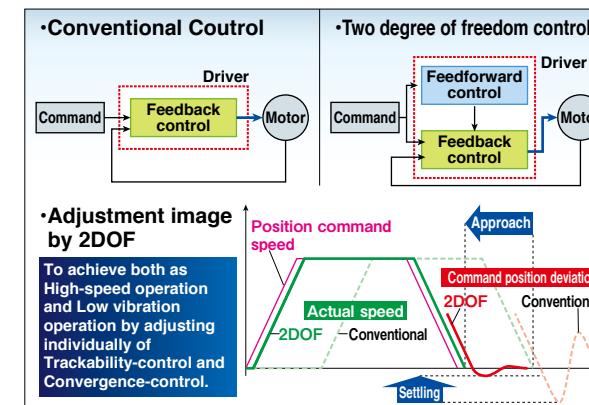 ·Conventional Coutrol
Driver
Command
Feedback
control
Motor
·Two degree of freedom control
Driver
Feedforward
control
Command
Feedback
control
Mot
·Adjustment image
by 2DOF
To achieve both as
High-speed operation
and Low vibration
operation by adjusting
individually of
Trackability-control and
Convergence-control.
Position command
speed
Approach
Command position deviatio
2DOF
Convention
Actual speed
2DOF
Conventional
Settling